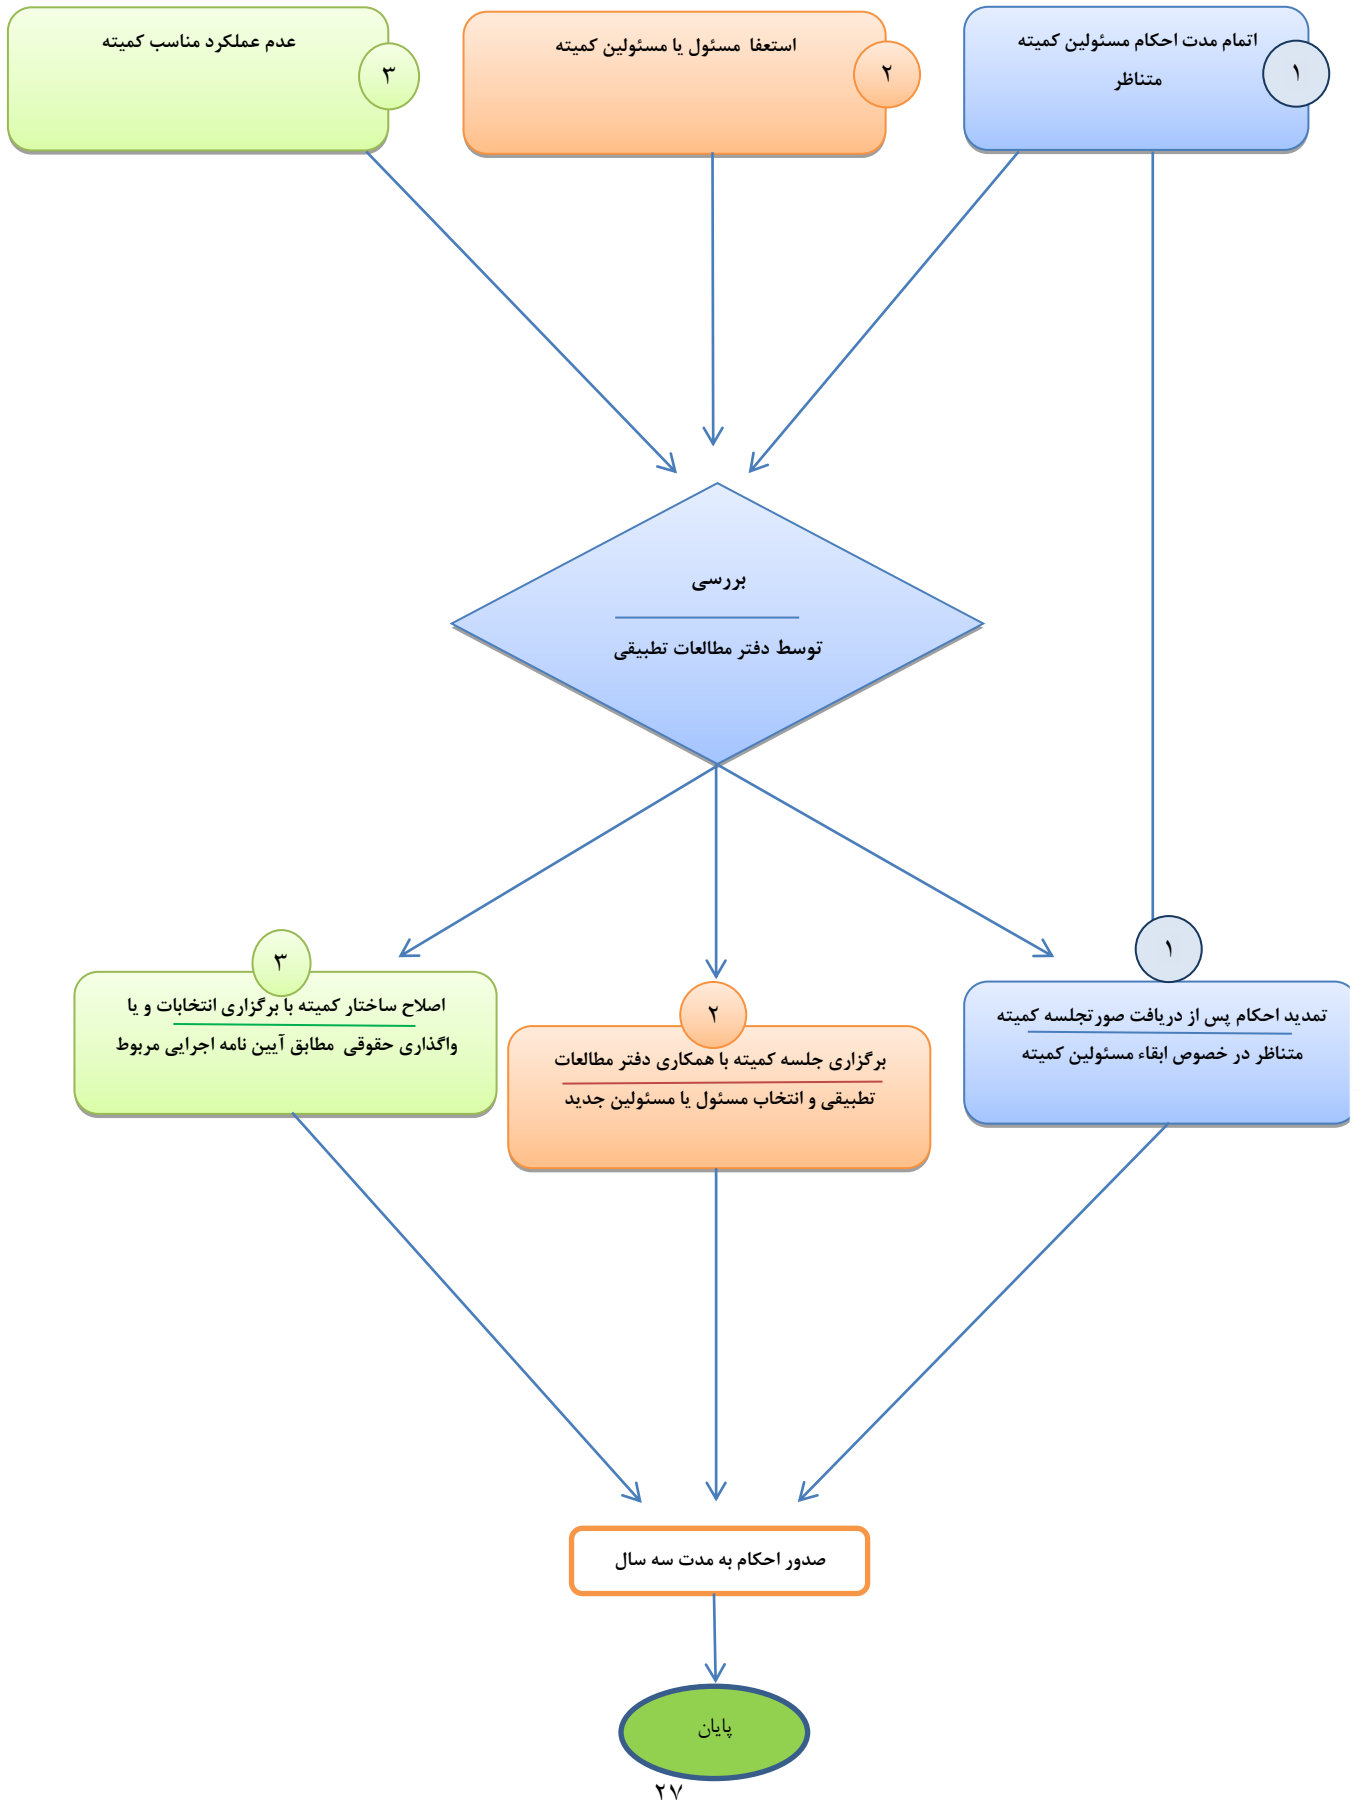 اتمام مدت احکام مسئولین کمیته
متناظر
۱
استعفا مسئول یا مسئولین کمیته
۲
عدم عملکرد مناسب کمیته
۳
بررسی
توسط دفتر مطالعات تطبیقی
۱
تمدید احکام پس از دریافت صورتجلسه کمیته
متناظر در خصوص ابقاء مسئولین کمیته
۲
برگزاری جلسه کمیته با همکاری دفتر مطالعات
تطبیقی و انتخاب مسئول یا مسئولین جدید
۳
اصلاح ساختار کمیته با برگزاری انتخابات و یا
واگذاری حقوقی مطابق آیین نامه اجرایی مربوط
صدور احکام به مدت سه سال
پایان
۲۷